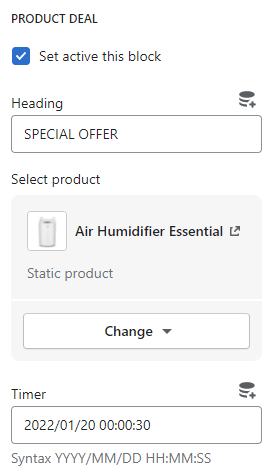 PRODUCT DEAL
Set active this block
Heading
SPECIAL OFFER
Select product
Air Humidifier Essential
Static product
Change
Timer
2022/01/20 00:00:30
Syntax YYYY/MM/DD HH:MM:SS